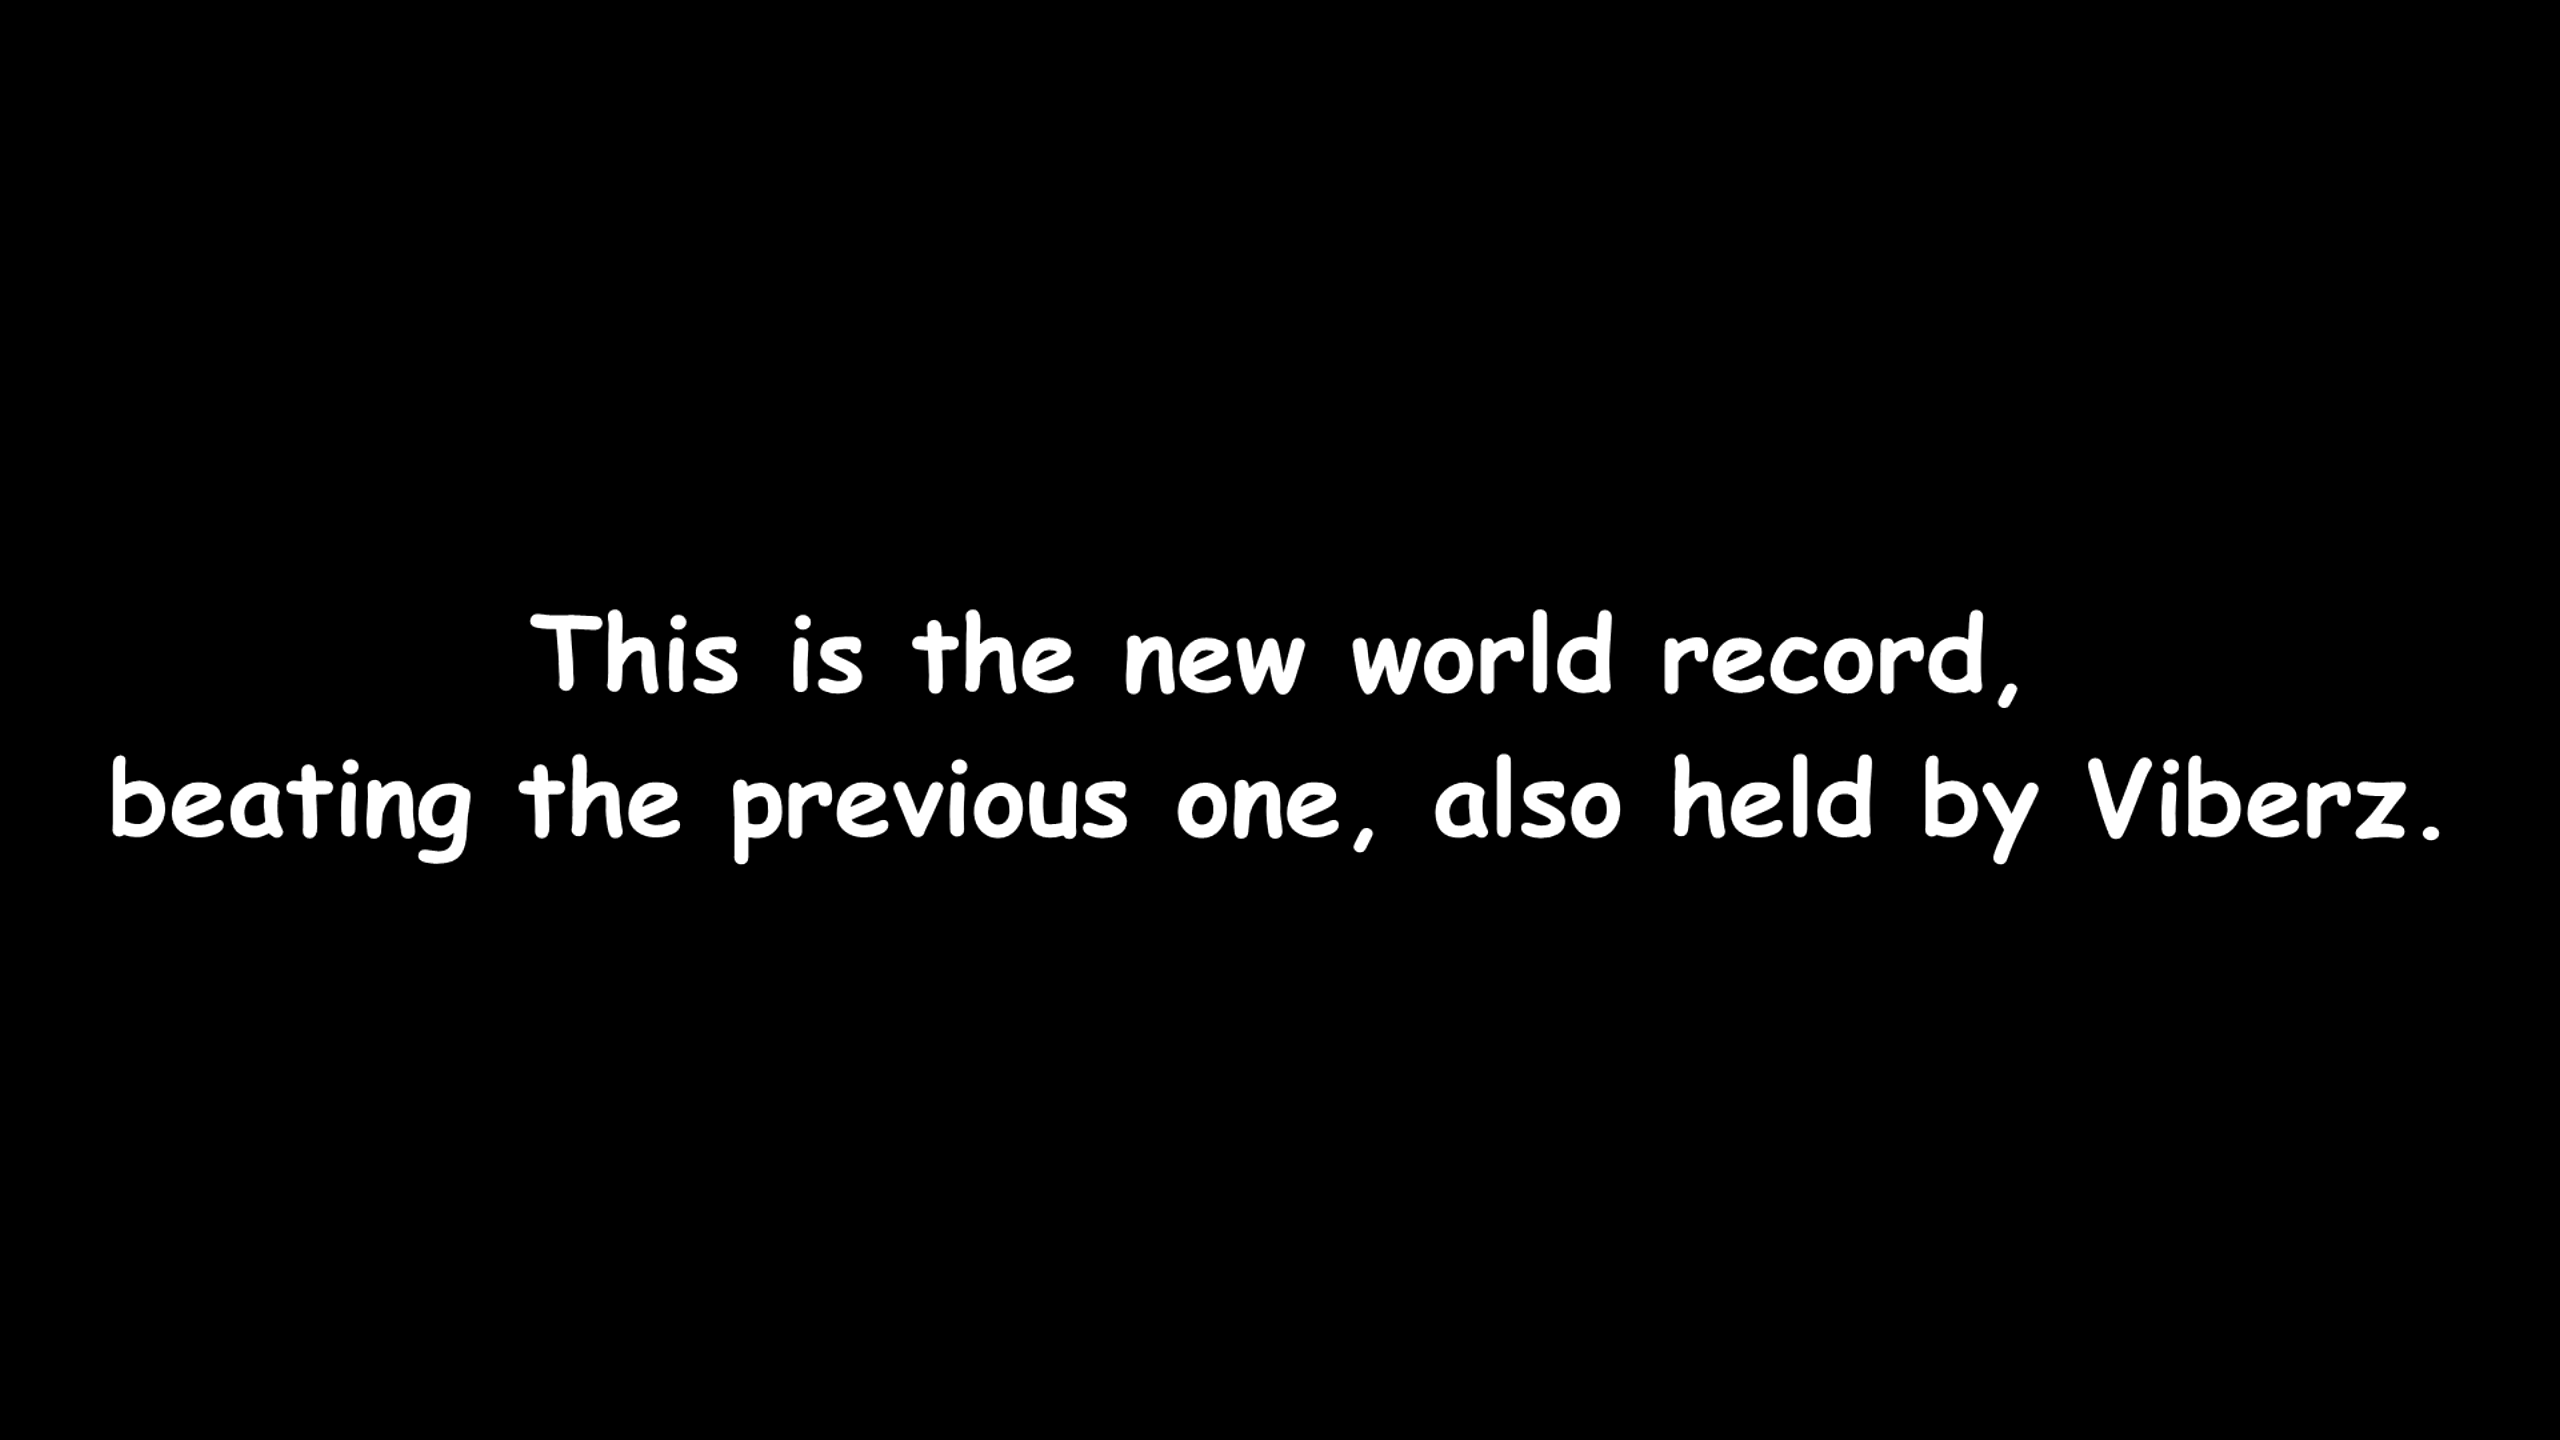 This is the new world record,
beating the previous one, also held by Viberz.